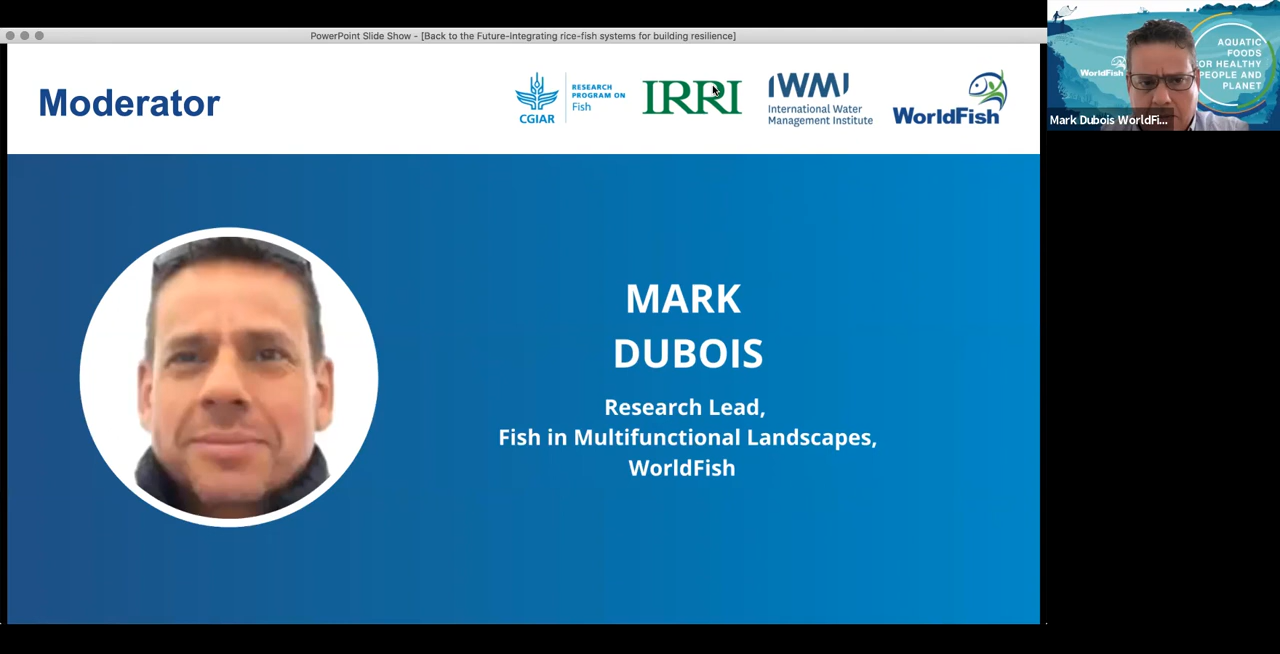 PowerPoint Slide Show - [Back to the Future-Integrating rice-fish systems for building resilience]
Moderator
CGIAR
RESEARCH
PROGRAM ON
Fish
IRRI
IWMI
International Water
Management Institute
WorldFish
MARK
DUBOIS
Research Lead,
Fish in Multifunctional Landscapes,
WorldFish
WorldFish
AQUATIC
FOODS
OR HEALTHY
PEOPLE AND
PLANET
Mark Dubois WorldFi...